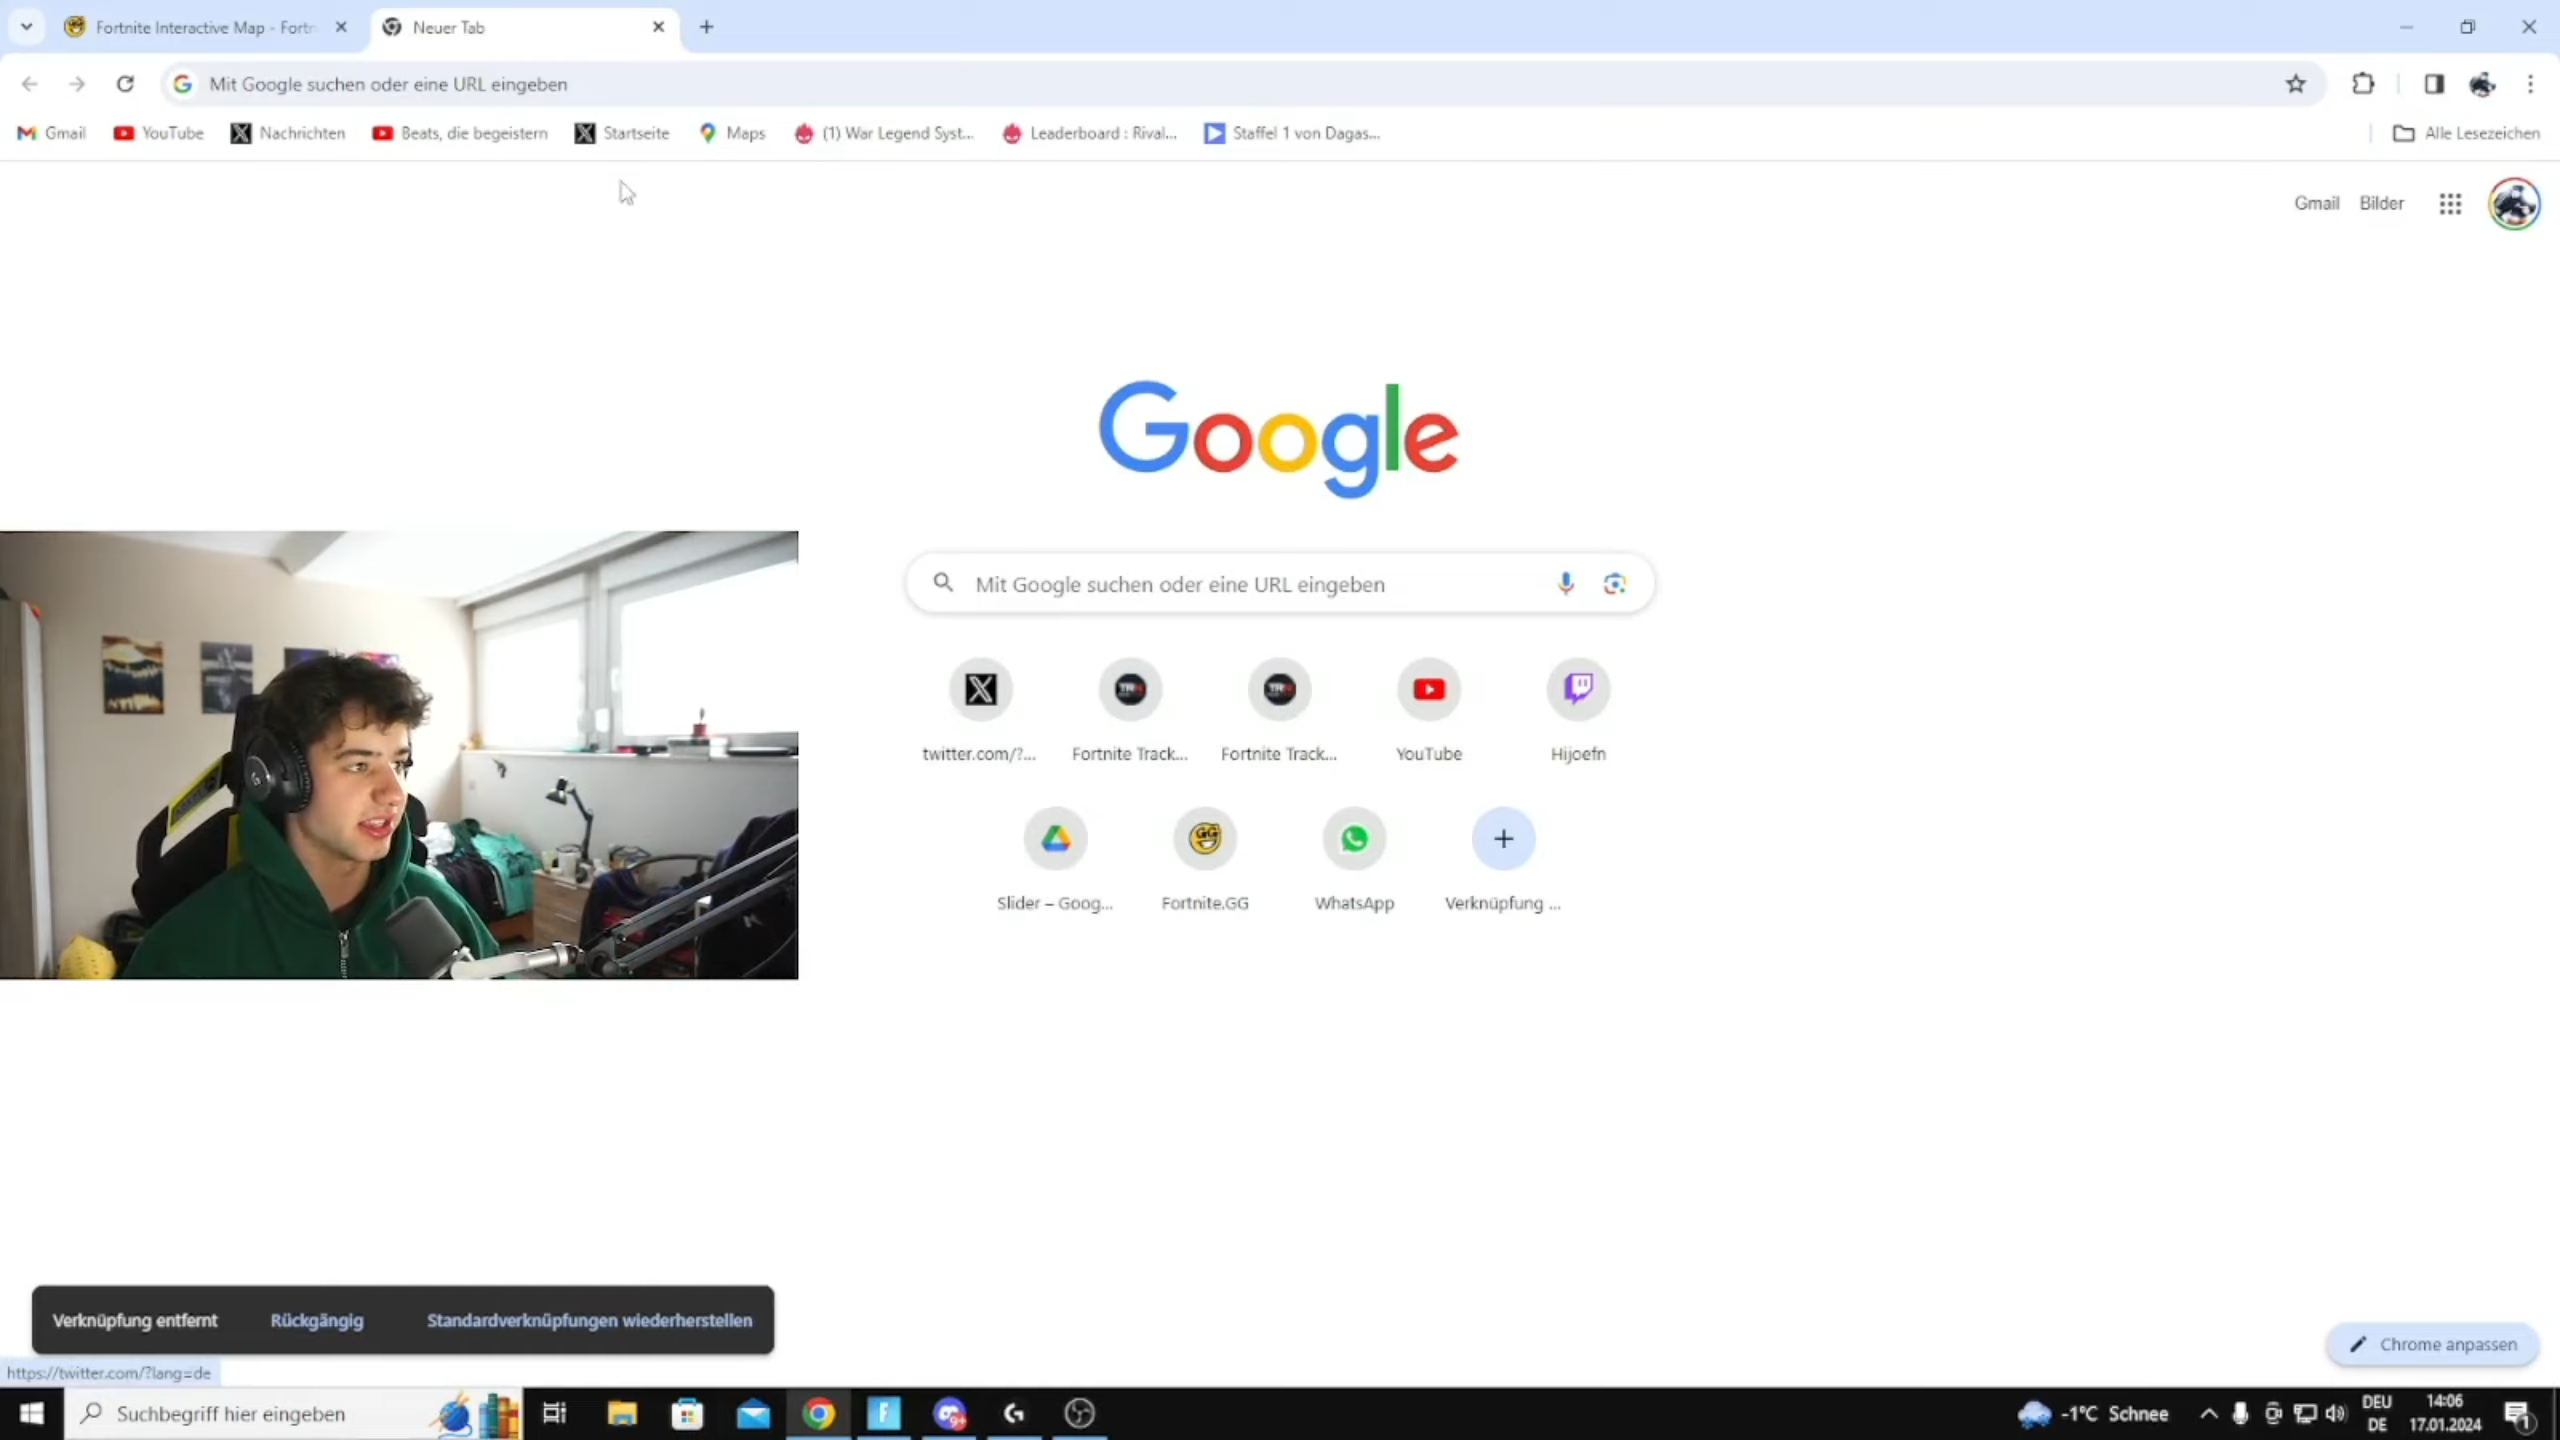 Fortnite Interactive Map - Fortn
Neuer Tab
Mit Google suchen oder eine URL eingeben
Gmail
YouTube
Nachrichten
Beats, die begeistern
Startseite
Maps
(1) War Legend Syst...
Leaderboard : Rival...
Staffel 1 von Dagas...
Alle Lesezeichen
Gmail
Bilder
Google
Mit Google suchen oder eine URL eingeben
twitter.com/?...
Fortnite Track...
Fortnite Track...
YouTube
Hijoefn
Slider – Goog...
Fortnite.GG
WhatsApp
Verknüpfung ...
Verknüpfung entfernt
Rückgängig
Standardverknüpfungen wiederherstellen
Chrome anpassen
https://twitter.com/?lang=de
Suchbegriff hier eingeben
9+
-1°C Schnee
DEU
DE
14:06
17.01.2024
1